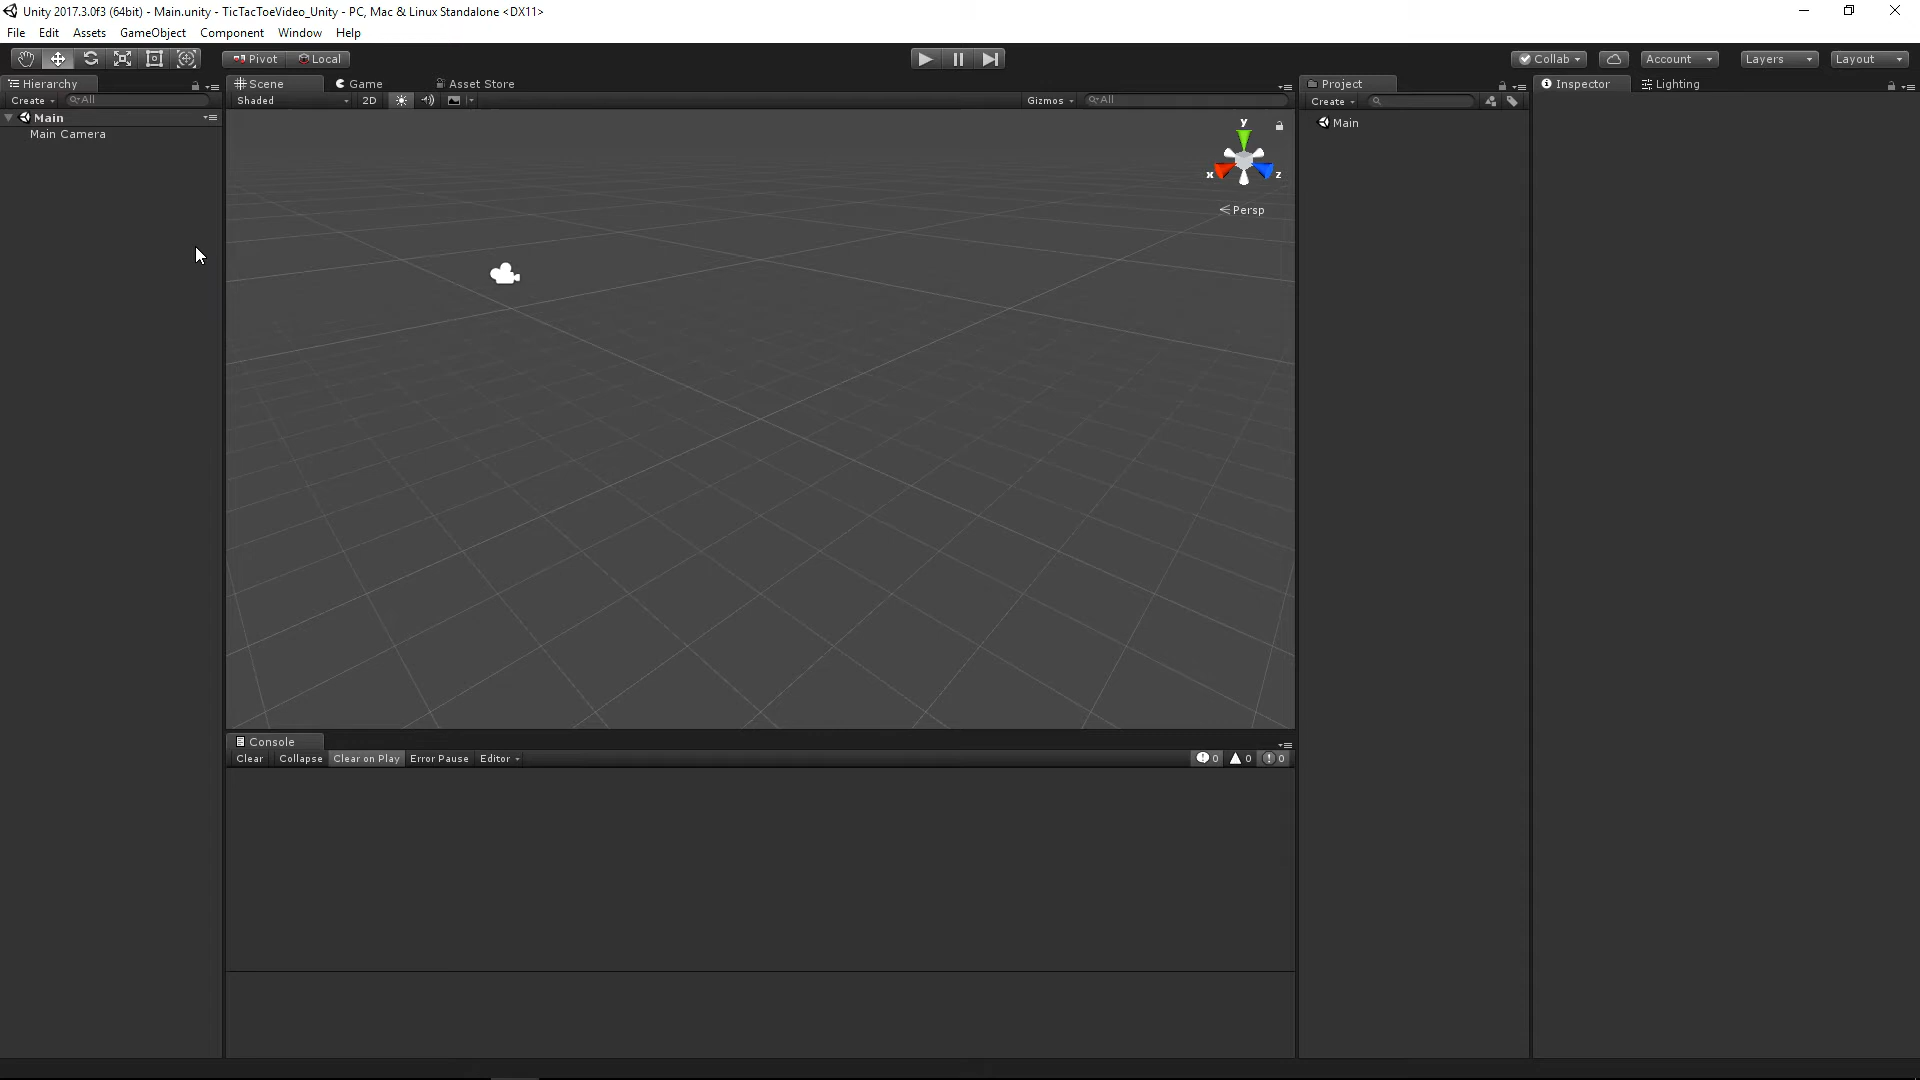 Unity 2017.3.0f3 (64bit) - Main.unity - TicTacToeVideo_Unity - PC, Mac & Linux Standalone <DX11>
File Edit Assets GameObject Component Window Help
Pivot Local Collab Account Layers Layout
Hierarchy Scene Game Asset Store Project Inspector Lighting
Create All Shaded 2D Gizmos All Create
Main
Main Camera
Main
y
x z
Persp
Console
Clear Collapse Clear on Play Error Pause Editor 0 0 0